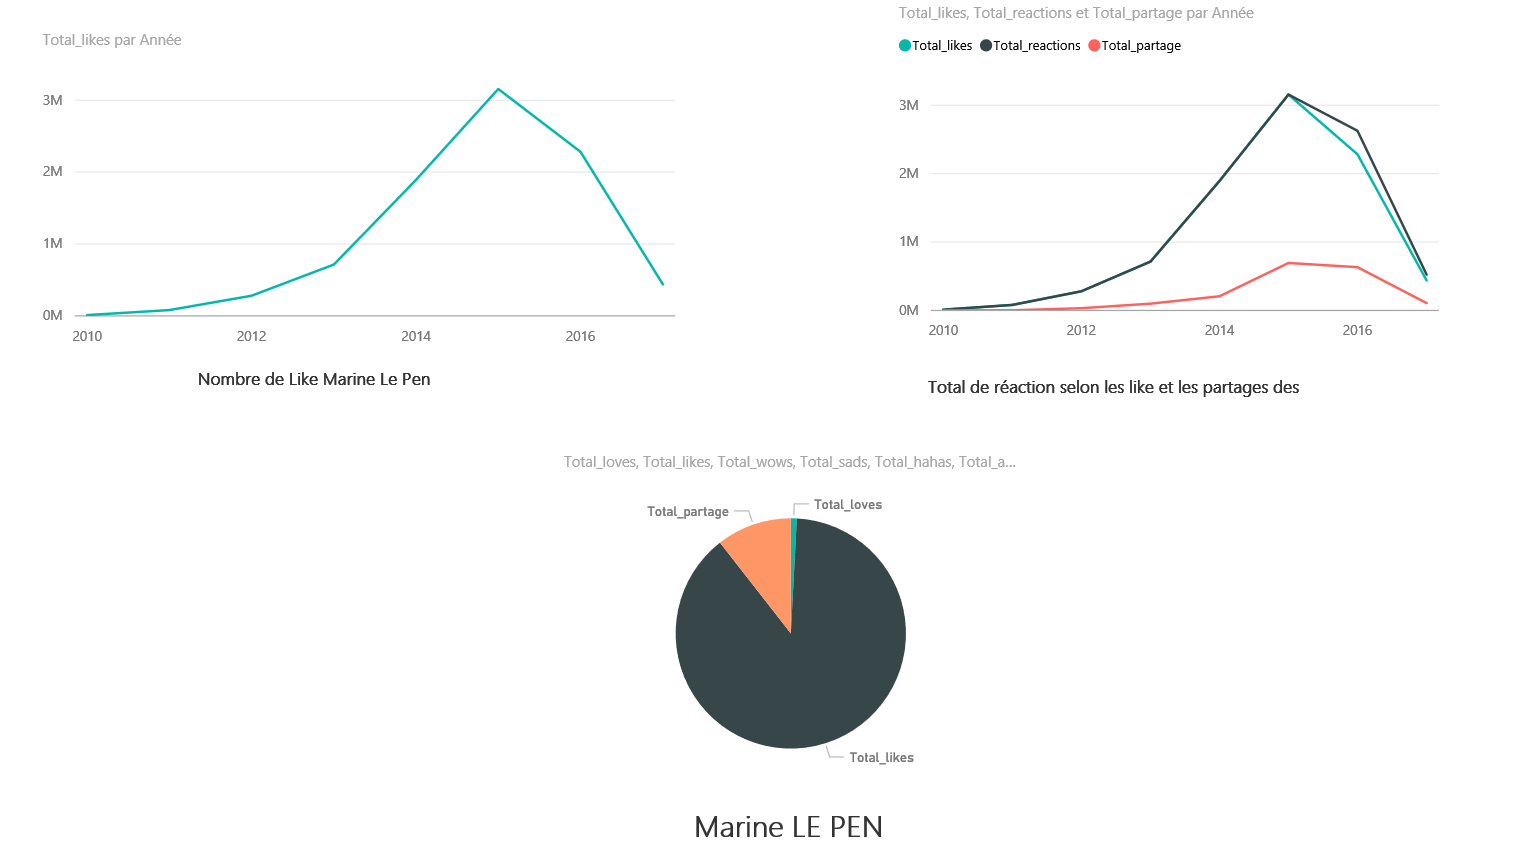 Total_likes par Année
3M
2M
1M
0M
2010 2012 2014 2016
Nombre de Like Marine Le Pen
Total_likes, Total_reactions et Total_partage par Année
Total_likes Total_reactions Total_partage
3M
2M
1M
0M
2010 2012 2014 2016
Total de réaction selon les like et les partages des
Total_loves, Total_likes, Total_wows, Total_sads, Total_hahas, Total_a...
Total_partage
Total_loves
Total_likes
Marine LE PEN